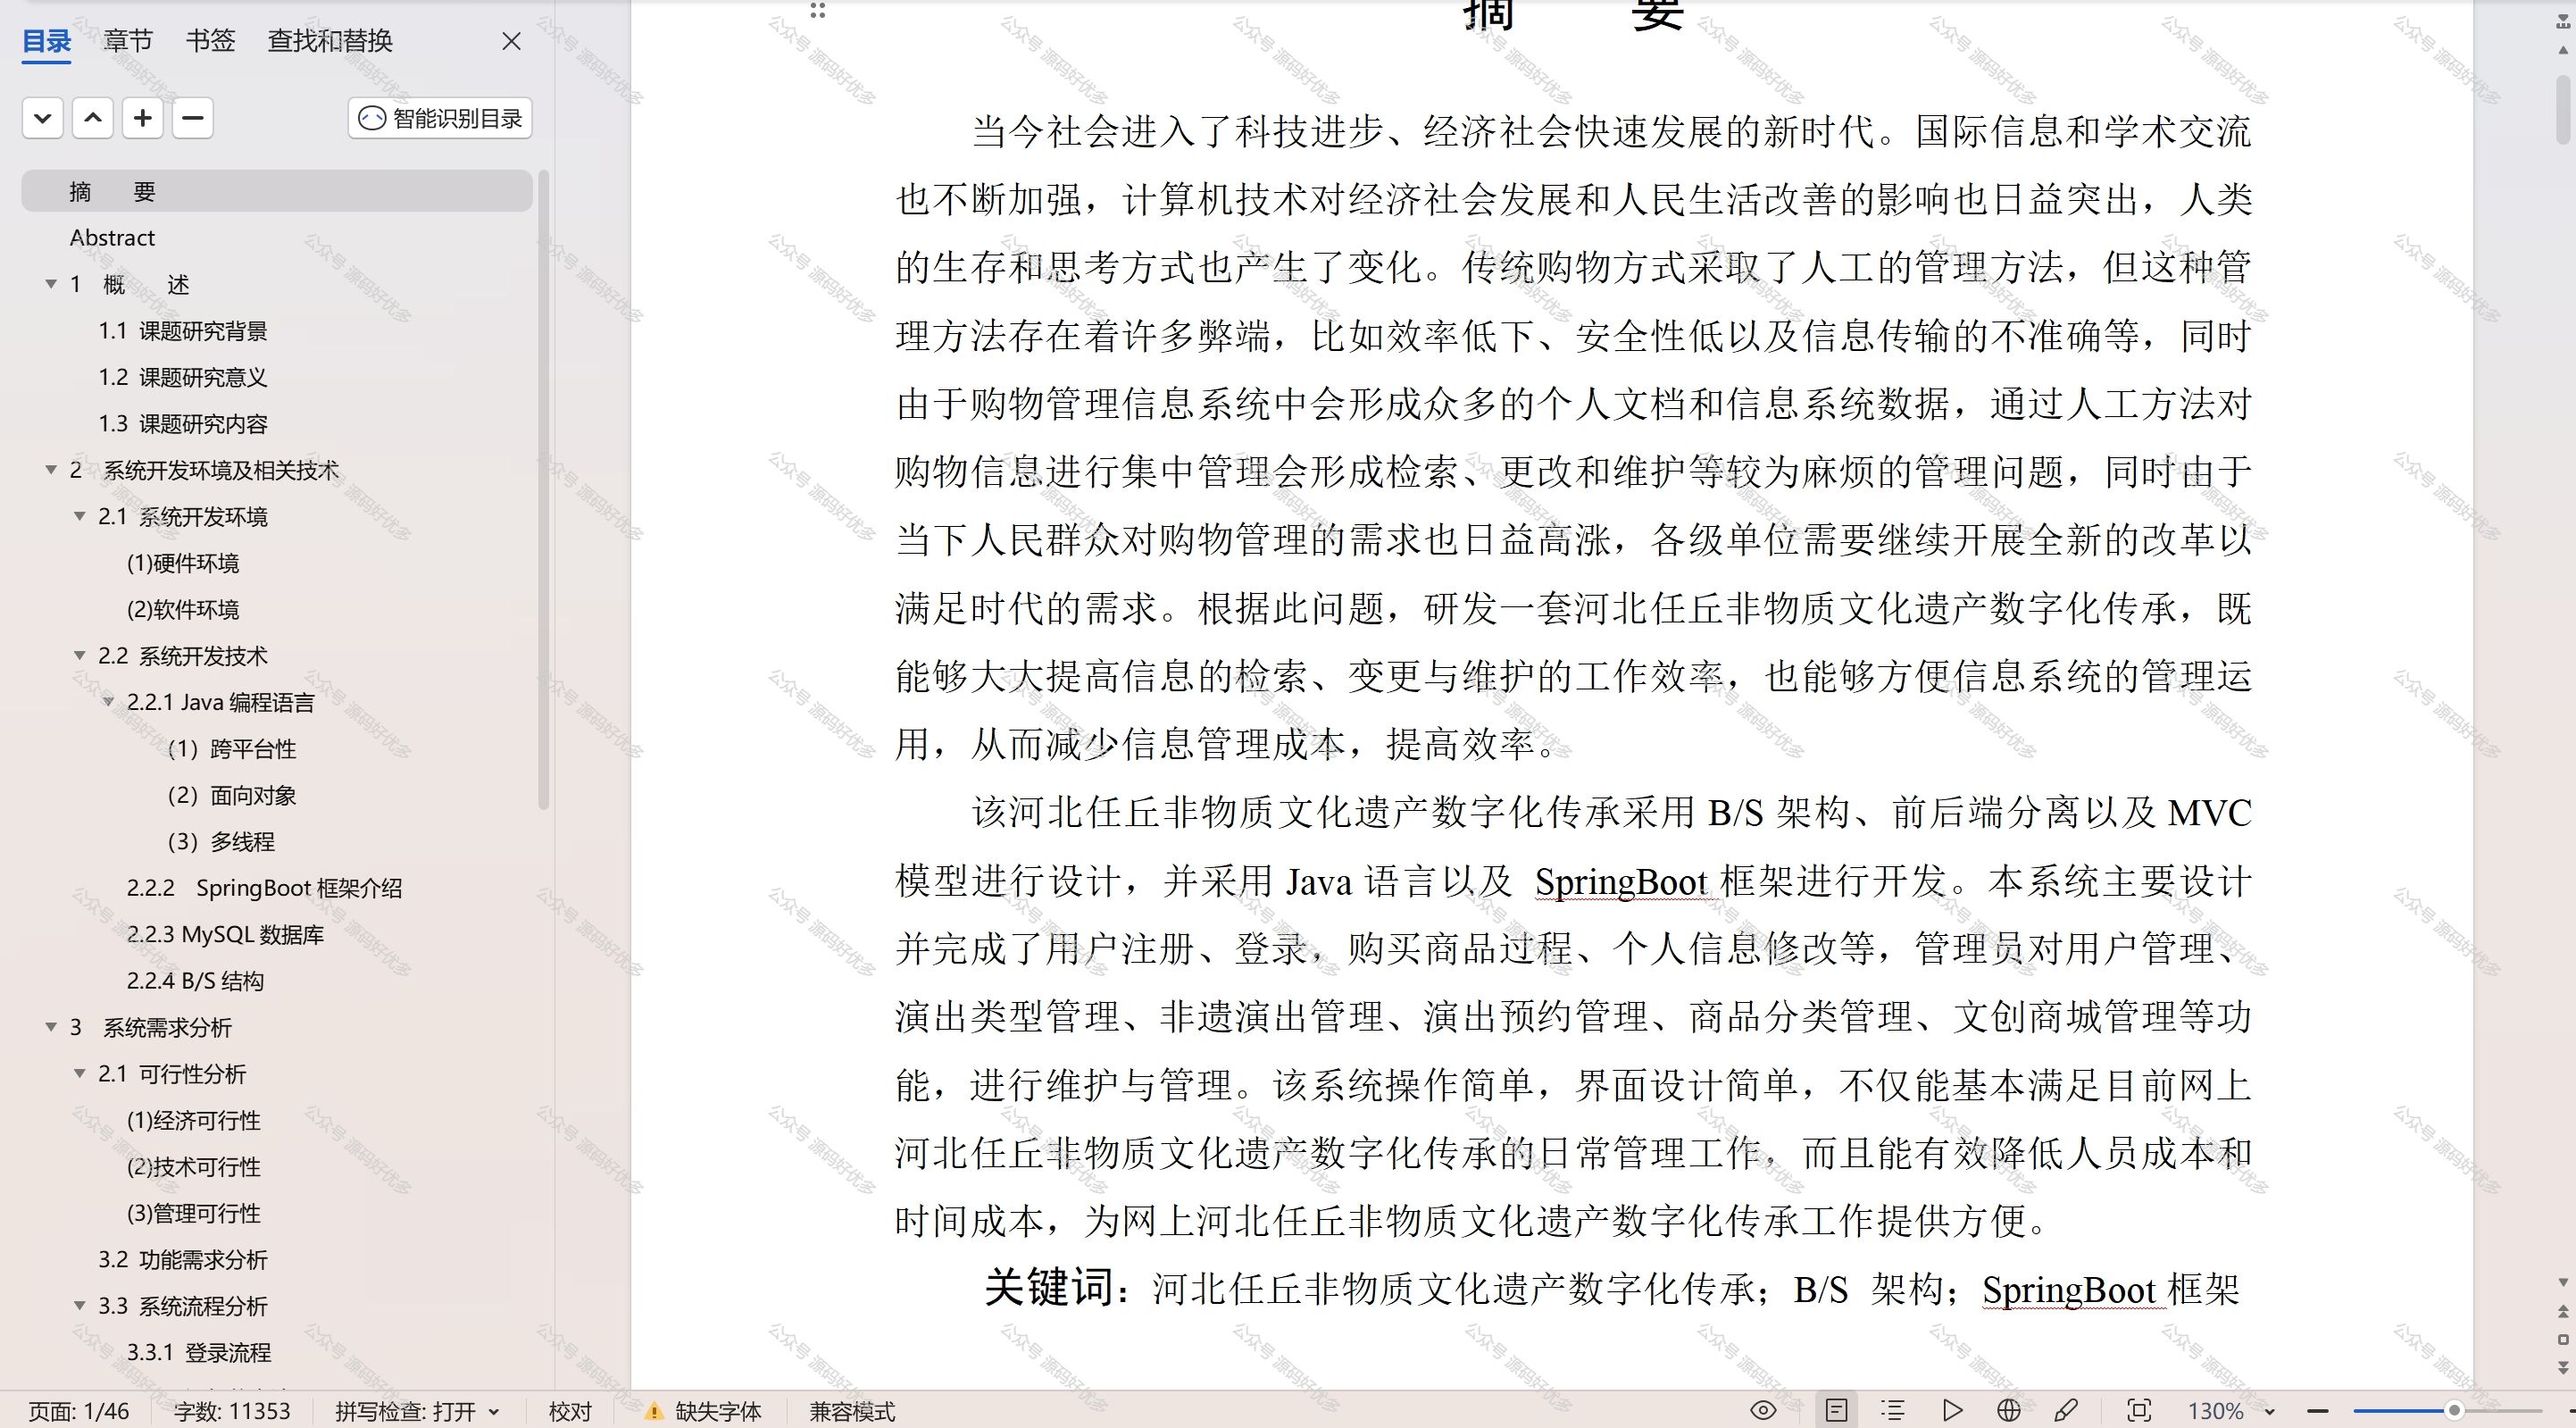 目录 章节 书签 查找和替换
智能识别目录
摘 要
Abstract
1 概 述
1.1 课题研究背景
1.2 课题研究意义
1.3 课题研究内容
2 系统开发环境及相关技术
2.1 系统开发环境
(1)硬件环境
(2)软件环境
2.2 系统开发技术
2.2.1 Java 编程语言
（1）跨平台性
（2）面向对象
（3）多线程
2.2.2 SpringBoot 框架介绍
2.2.3 MySQL 数据库
2.2.4 B/S 结构
3 系统需求分析
2.1 可行性分析
(1)经济可行性
(2)技术可行性
(3)管理可行性
3.2 功能需求分析
3.3 系统流程分析
3.3.1 登录流程
摘 要
当今社会进入了科技进步、经济社会快速发展的新时代。国际信息和学术交流
也不断加强，计算机技术对经济社会发展和人民生活改善的影响也日益突出，人类
的生存和思考方式也产生了变化。传统购物方式采取了人工的管理方法，但这种管
理方法存在着许多弊端，比如效率低下、安全性低以及信息传输的不准确等，同时
由于购物管理信息系统中会形成众多的个人文档和信息系统数据，通过人工方法对
购物信息进行集中管理会形成检索、更改和维护等较为麻烦的管理问题，同时由于
当下人民群众对购物管理的需求也日益高涨，各级单位需要继续开展全新的改革以
满足时代的需求。根据此问题，研发一套河北任丘非物质文化遗产数字化传承，既
能够大大提高信息的检索、变更与维护的工作效率，也能够方便信息系统的管理运
用，从而减少信息管理成本，提高效率。
该河北任丘非物质文化遗产数字化传承采用 B/S 架构、前后端分离以及 MVC
模型进行设计，并采用 Java 语言以及 SpringBoot 框架进行开发。本系统主要设计
并完成了用户注册、登录，购买商品过程、个人信息修改等，管理员对用户管理、
演出类型管理、非遗演出管理、演出预约管理、商品分类管理、文创商城管理等功
能，进行维护与管理。该系统操作简单，界面设计简单，不仅能基本满足目前网上
河北任丘非物质文化遗产数字化传承的日常管理工作，而且能有效降低人员成本和
时间成本，为网上河北任丘非物质文化遗产数字化传承工作提供方便。
关键词：河北任丘非物质文化遗产数字化传承；B/S 架构；SpringBoot 框架
页面: 1/46 字数: 11353 拼写检查: 打开 校对 缺失字体 兼容模式 130%
公众号 源码好优多